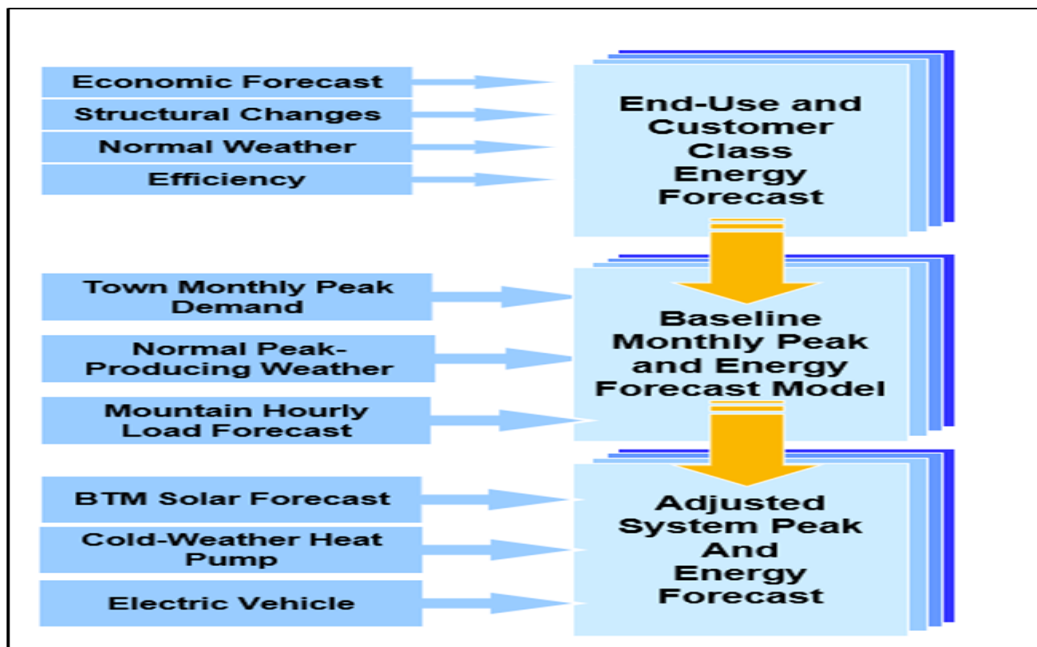 Economic Forecast
Structural Changes
Normal Weather
Efficiency
End-Use and
Customer
Class
Energy
Forecast
Town Monthly Peak
Demand
Normal Peak-
Producing Weather
Mountain Hourly
Load Forecast
Baseline
Monthly Peak
and Energy
Forecast Model
BTM Solar Forecast
Cold-Weather Heat
Pump
Electric Vehicle
Adjusted
System Peak
And
Energy
Forecast